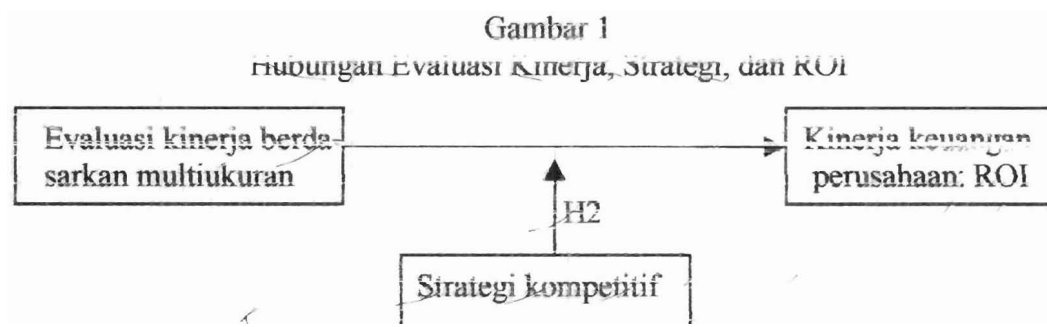 Gambar 1
Hubungan Evaluasi Kinerja, Strategi, dan ROI
Evaluasi kinerja berda-
sarkan multiukuran
Kinerja keuangan
perusahaan: ROI
H2
Strategi kompetitif